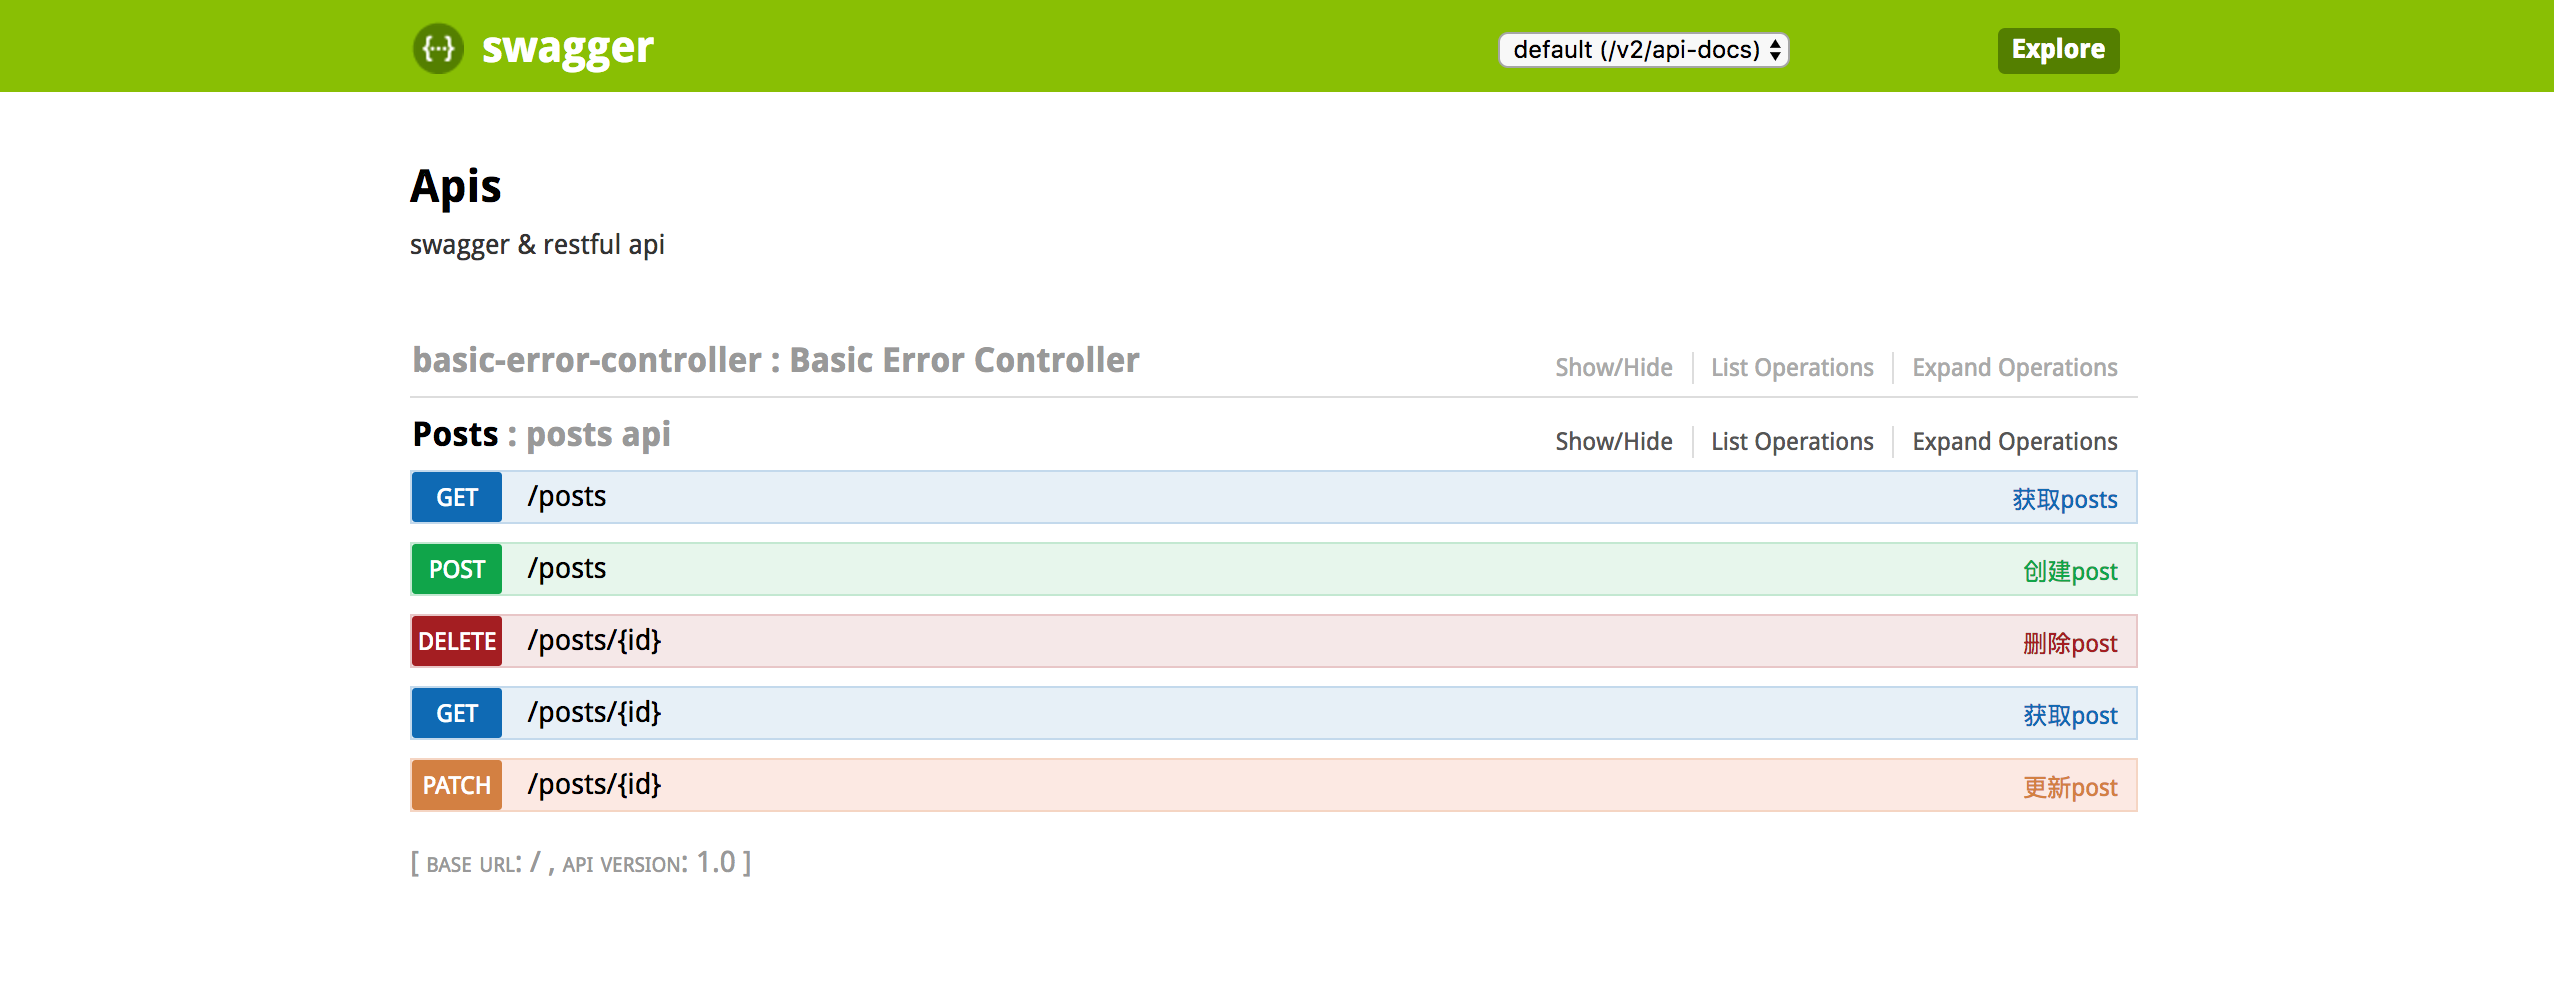 {···} swagger default (/v2/api-docs) Explore
Apis
swagger & restful api
basic-error-controller : Basic Error Controller Show/Hide List Operations Expand Operations
Posts : posts api Show/Hide List Operations Expand Operations
GET /posts 获取posts
POST /posts 创建post
DELETE /posts/{id} 删除post
GET /posts/{id} 获取post
PATCH /posts/{id} 更新post
[ BASE URL: / , API VERSION: 1.0 ]